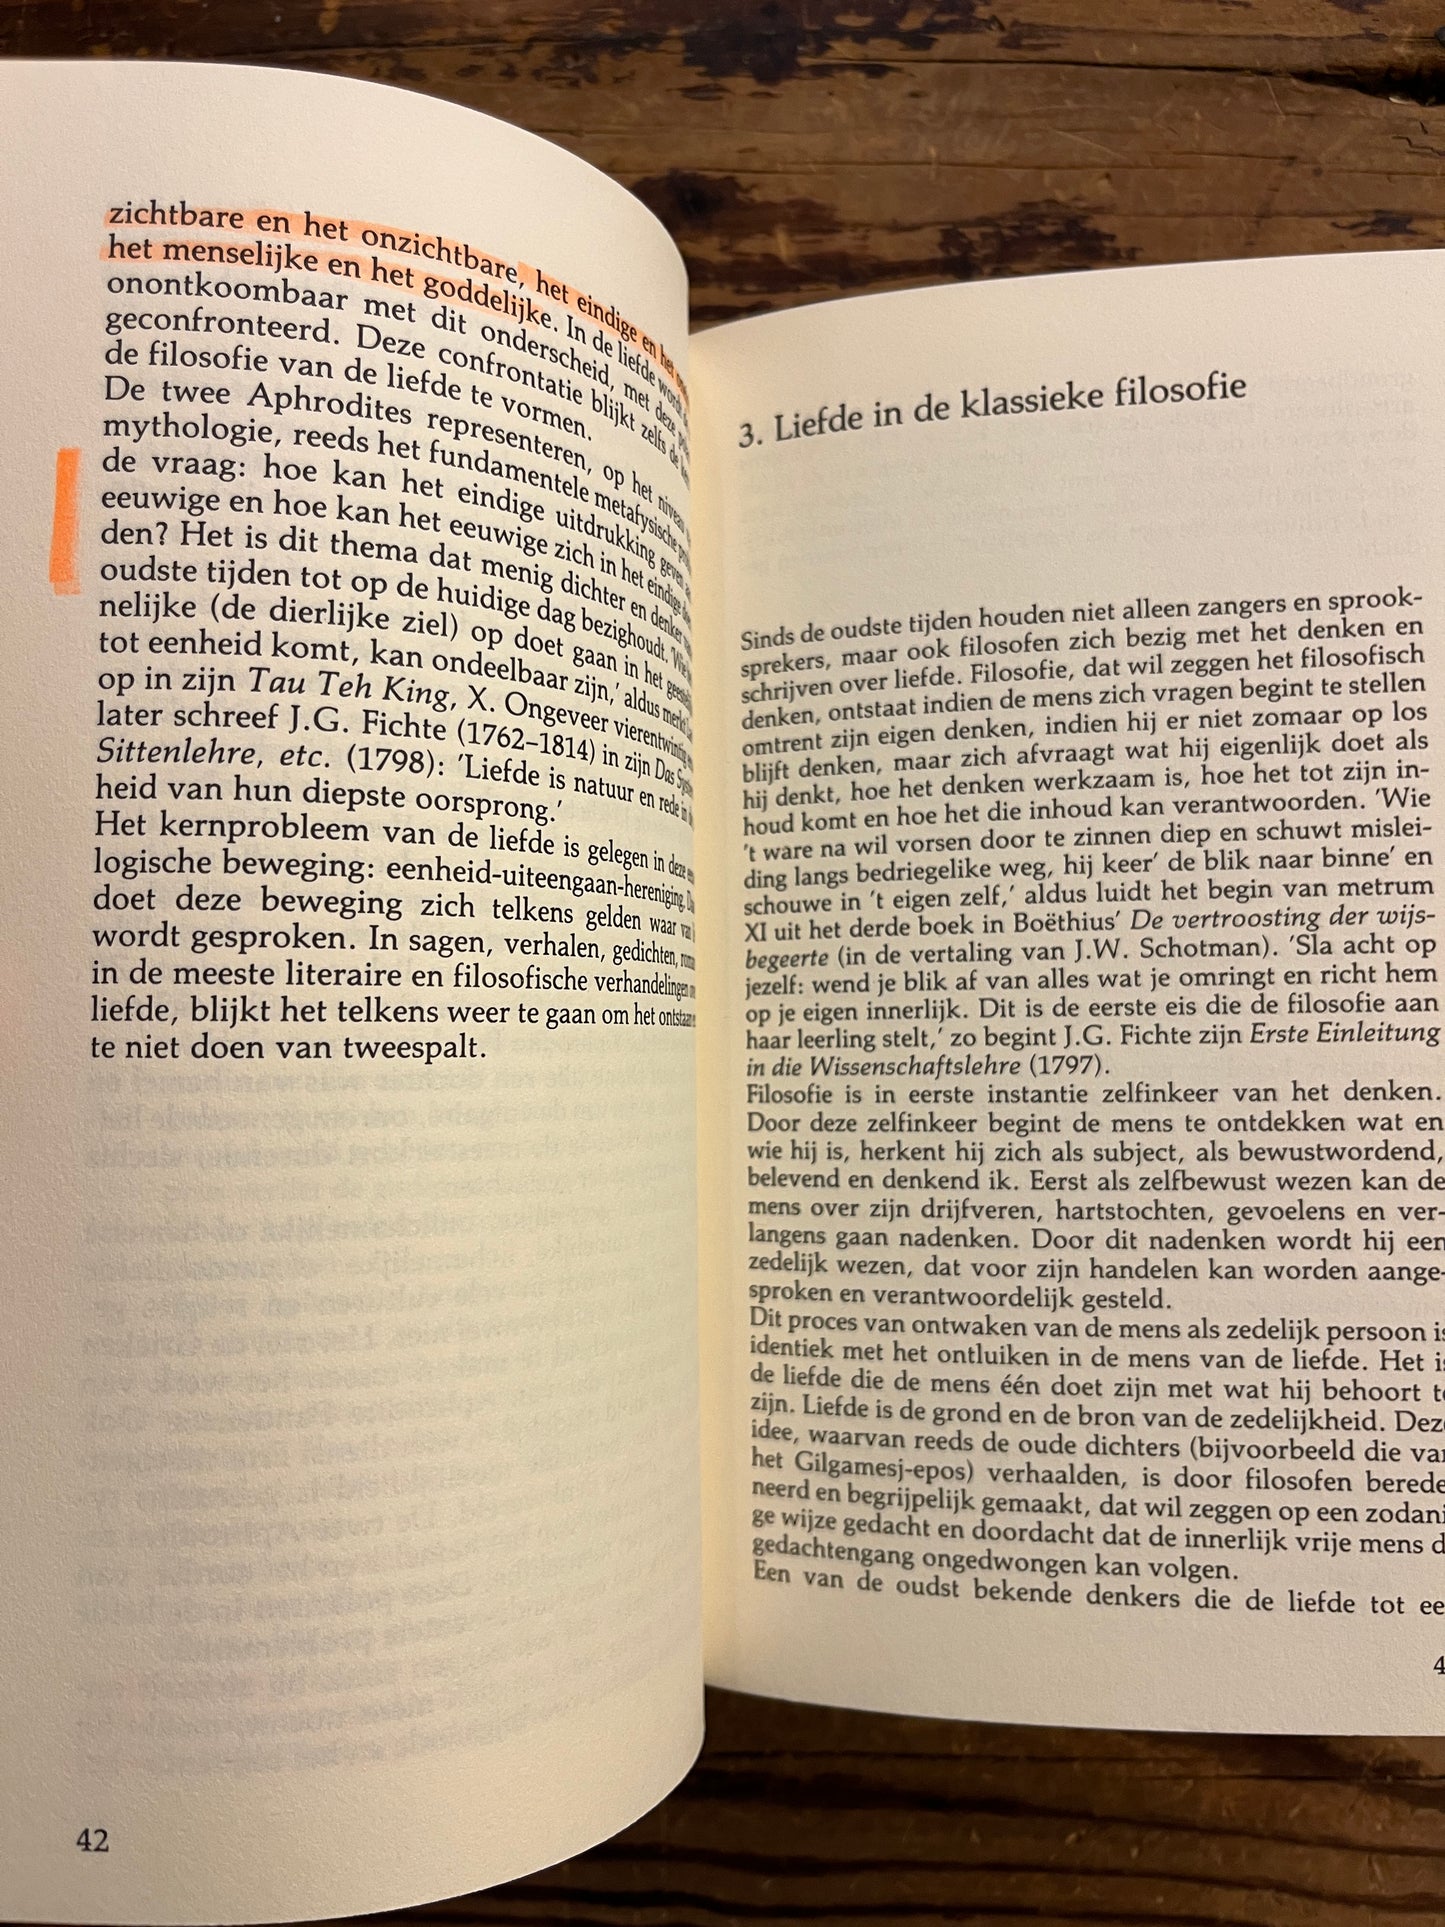 zichtbare en het onzichtbare, het eindige en het
het menselijke en het goddelijke. In de liefde wordt
onontkoombaar met dit onderscheid, met deze
geconfronteerd. Deze confrontatie blijkt zelfs de
de filosofie van de liefde te vormen.
De twee Aphrodites representeren, op het niveau
mythologie, reeds het fundamentele metafysische
de vraag: hoe kan het eindige uitdrukking geven
eeuwige en hoe kan het eeuwige zich in het eindige
den? Het is dit thema dat menig dichter en denker
oudste tijden tot op de huidige dag bezighoudt.
nelijke (de dierlijke ziel) op doet gaan in het
tot eenheid komt, kan ondeelbaar zijn,’ aldus merkt
op in zijn Tau Teh King, X. Ongeveer vierentwintig
later schreef J.G. Fichte (1762–1814) in zijn Das
Sittenlehre, etc. (1798): ’Liefde is natuur en rede in
heid van hun diepste oorsprong.’
Het kernprobleem van de liefde is gelegen in deze
logische beweging: eenheid-uiteengaan-hereniging.
doet deze beweging zich telkens gelden waar van
wordt gesproken. In sagen, verhalen, gedichten,
in de meeste literaire en filosofische verhandelingen
liefde, blijkt het telkens weer te gaan om het ontstaan
te niet doen van tweespalt.
42
3. Liefde in de klassieke filosofie
Sinds de oudste tijden houden niet alleen zangers en sprook-
sprekers, maar ook filosofen zich bezig met het denken en
schrijven over liefde. Filosofie, dat wil zeggen het filosofisch
denken, ontstaat indien de mens zich vragen begint te stellen
omtrent zijn eigen denken, indien hij er niet zomaar op los
blijft denken, maar zich afvraagt wat hij eigenlijk doet als
hij denkt, hoe het denken werkzaam is, hoe het tot zijn in-
houd komt en hoe het die inhoud kan verantwoorden. ’Wie
’t ware na wil vorsen door te zinnen diep en schuwt mislei-
ding langs bedriegelike weg, hij keer’ de blik naar binne’ en
schouwe in ’t eigen zelf,’ aldus luidt het begin van metrum
XI uit het derde boek in Boëthius’ De vertroosting der wijs-
begeerte (in de vertaling van J.W. Schotman). ’Sla acht op
jezelf: wend je blik af van alles wat je omringt en richt hem
op je eigen innerlijk. Dit is de eerste eis die de filosofie aan
haar leerling stelt,’ zo begint J.G. Fichte zijn Erste Einleitung
in die Wissenschaftslehre (1797).
Filosofie is in eerste instantie zelfinkeer van het denken.
Door deze zelfinkeer begint de mens te ontdekken wat en
wie hij is, herkent hij zich als subject, als bewustwordend,
belevend en denkend ik. Eerst als zelfbewust wezen kan de
mens over zijn drijfveren, hartstochten, gevoelens en ver-
langens gaan nadenken. Door dit nadenken wordt hij een
zedelijk wezen, dat voor zijn handelen kan worden aange-
sproken en verantwoordelijk gesteld.
Dit proces van ontwaken van de mens als zedelijk persoon is
identiek met het ontluiken in de mens van de liefde. Het is
de liefde die de mens één doet zijn met wat hij behoort te
zijn. Liefde is de grond en de bron van de zedelijkheid. Deze
idee, waarvan reeds de oude dichters (bijvoorbeeld die van
het Gilgamesj-epos) verhaalden, is door filosofen berede
neerd en begrijpelijk gemaakt, dat wil zeggen op een zodani
ge wijze gedacht en doordacht dat de innerlijk vrije mens d
gedachtengang ongedwongen kan volgen.
Een van de oudst bekende denkers die de liefde tot ee
4